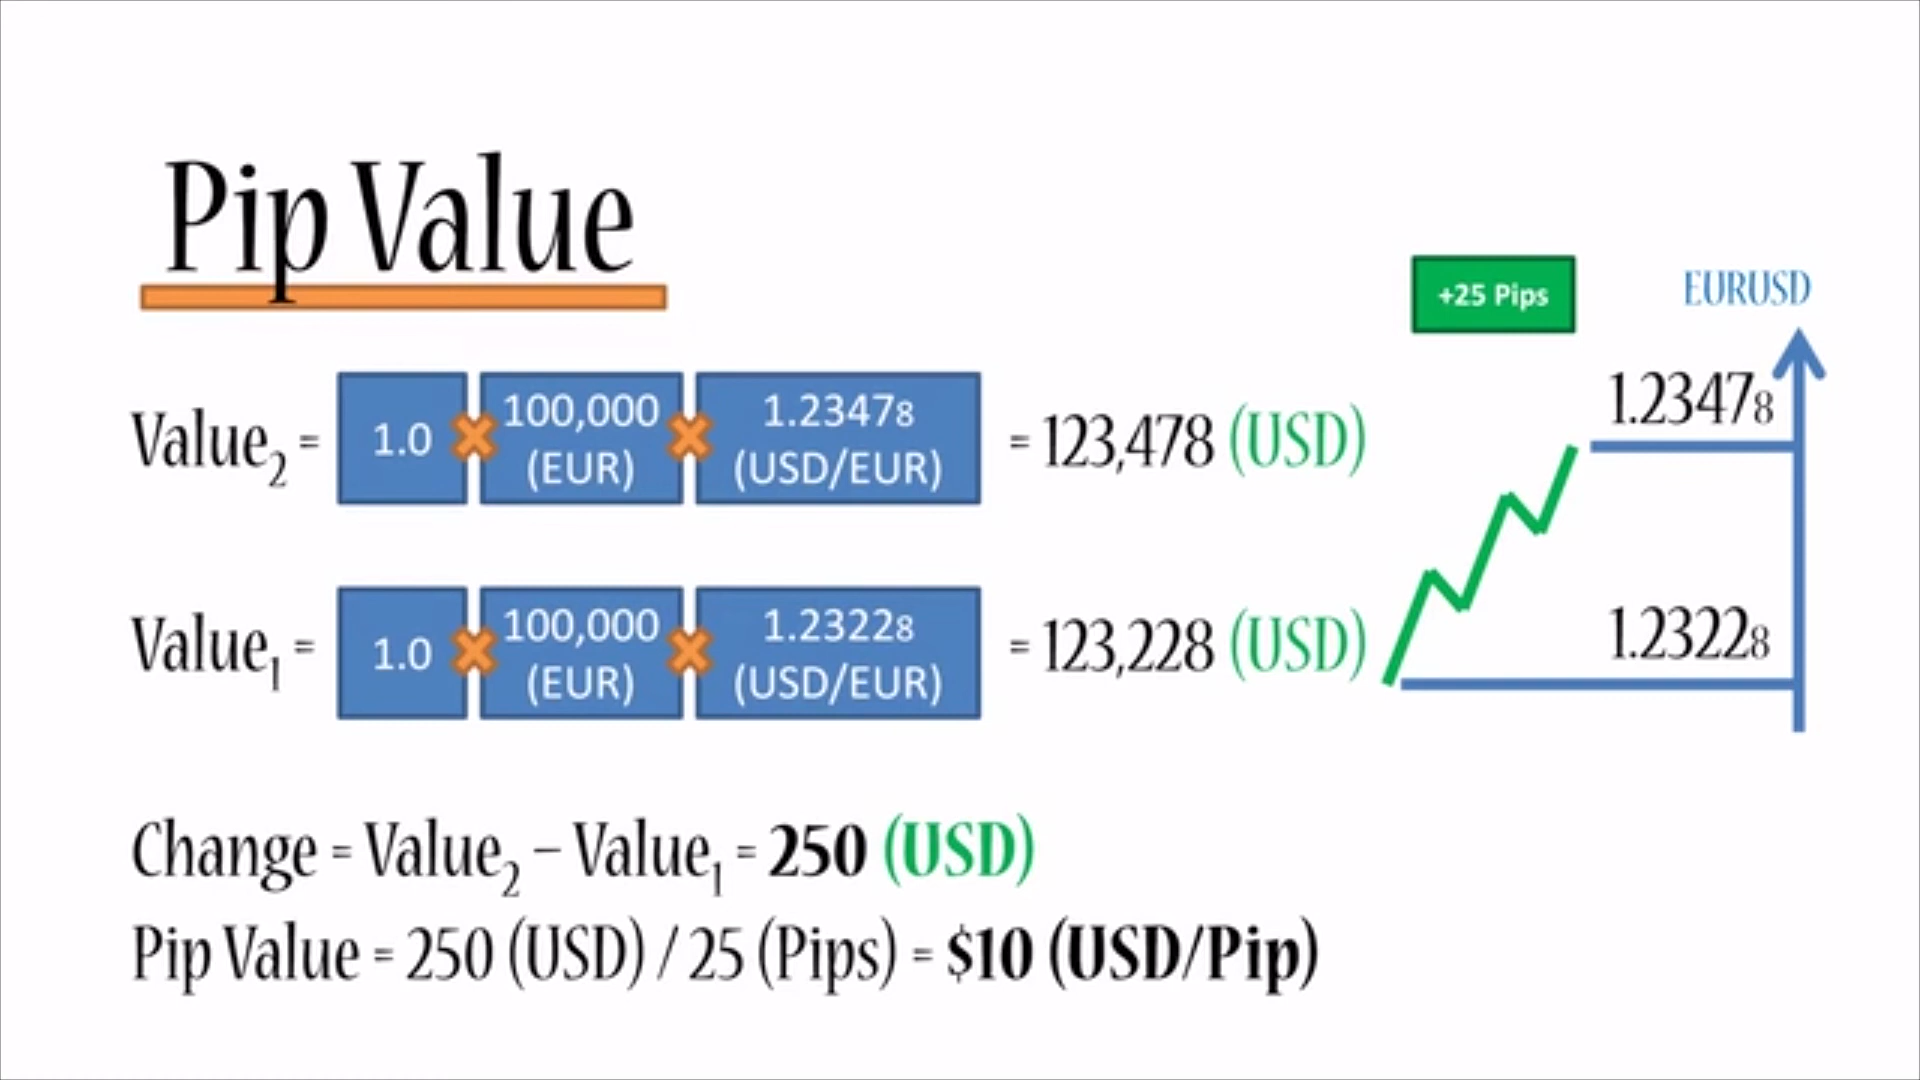 Pip Value
+25 Pips
EURUSD
Value2 = 1.0 × 100,000 (EUR) × 1.23478 (USD/EUR) = 123,478 (USD)
1.23478
Value1 = 1.0 × 100,000 (EUR) × 1.23228 (USD/EUR) = 123,228 (USD)
1.23228
Change = Value2 – Value1 = 250 (USD)
Pip Value = 250 (USD) / 25 (Pips) = $10 (USD/Pip)